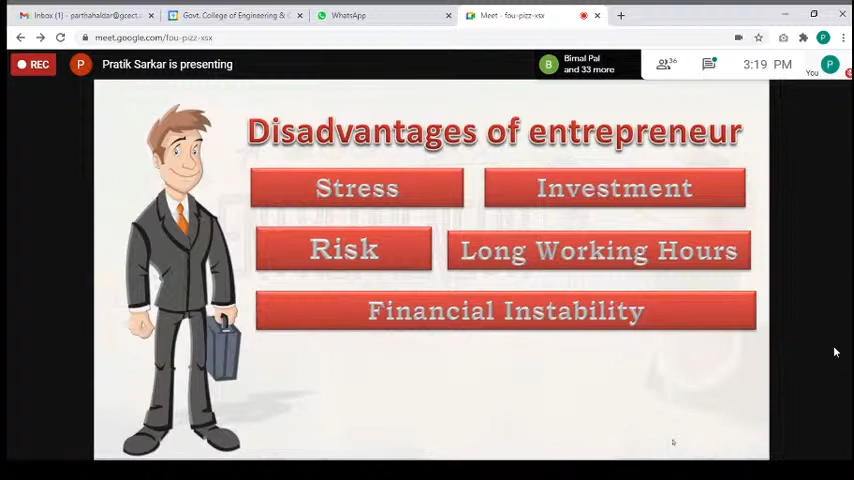 Inbox (1) - parthahaldar@gcect.a
Govt. College of Engineering & C
WhatsApp
Meet - fou-pizz-xsx
meet.google.com/fou-pizz-xsx
P
REC
P
Pratik Sarkar is presenting
B
Bimal Pal
and 33 more
36
3:19 PM
You
P
Disadvantages of entrepreneur
Stress
Investment
Risk
Long Working Hours
Financial Instability